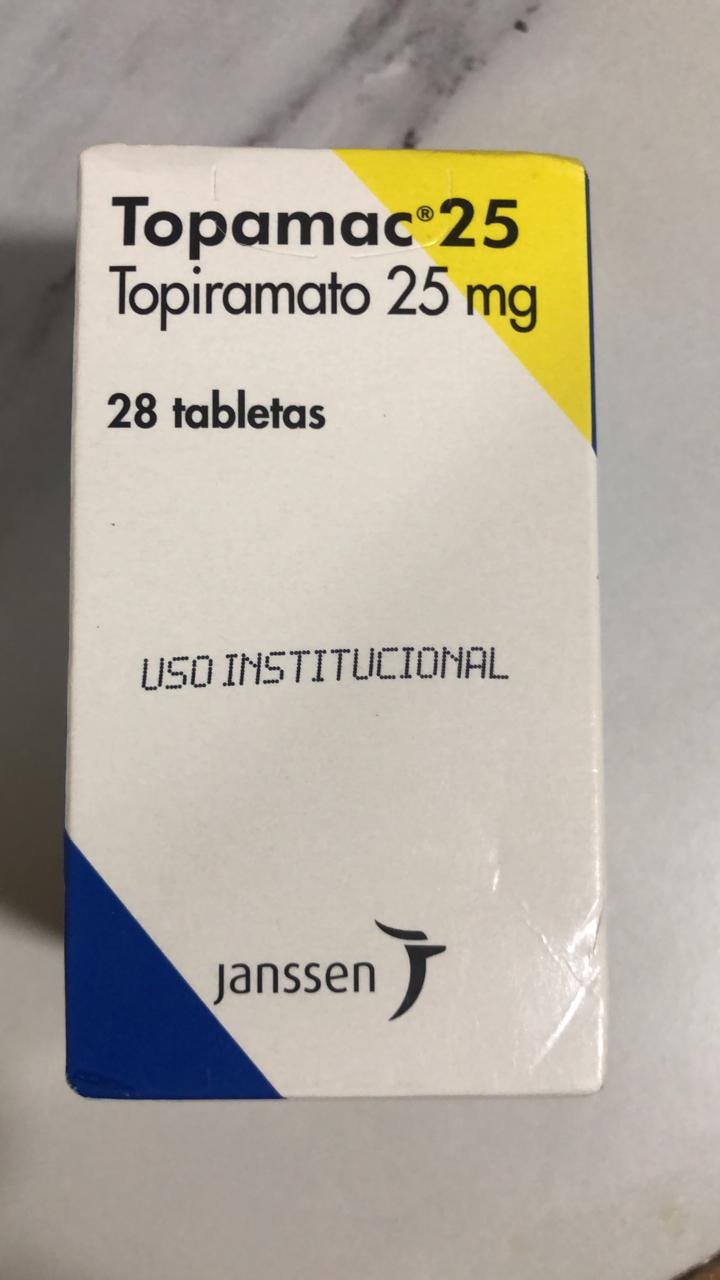 Topamac® 25
Topiramato 25 mg
28 tabletas
USO INSTITUCIONAL
janssen